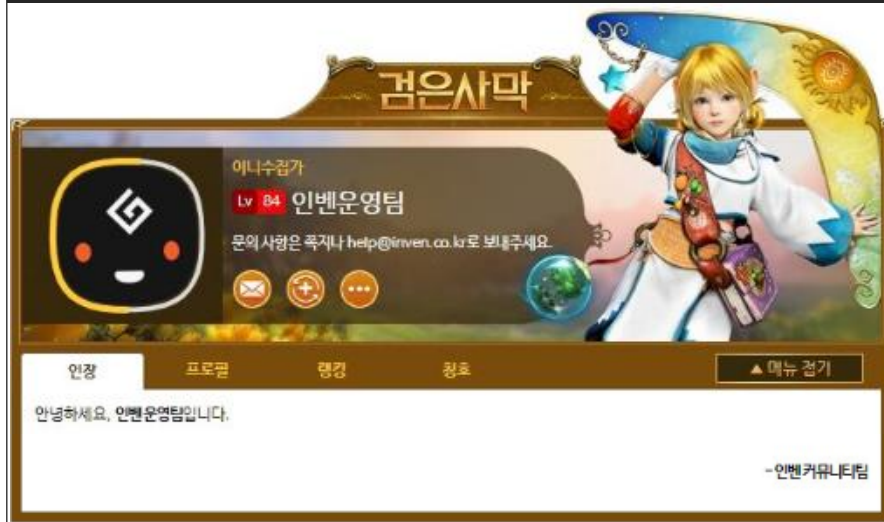 검은사막
이니수집가
Lv 84 인벤운영팀
문의 사항은 쪽지나 help@inven.co.kr로 보내주세요.
인장 프로필 랭킹 칭호 ▲ 메뉴 접기
안녕하세요, 인벤운영팀입니다.
- 인벤 커뮤니티팀